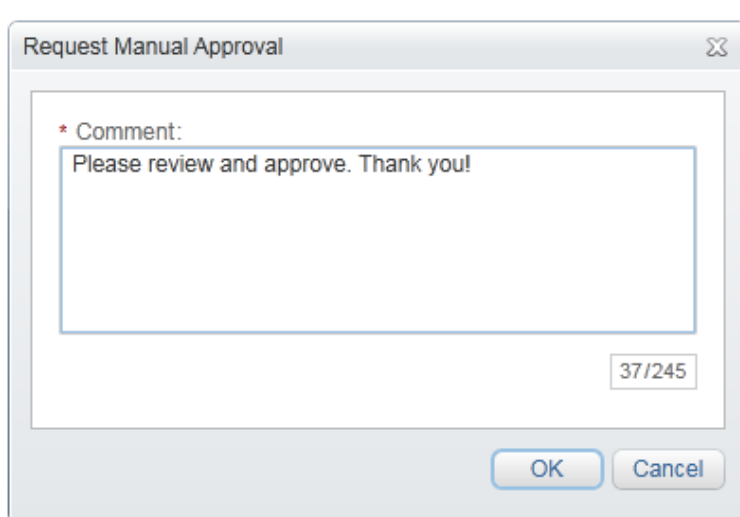 Request Manual Approval
* Comment:
Please review and approve. Thank you!
37/245
OK Cancel